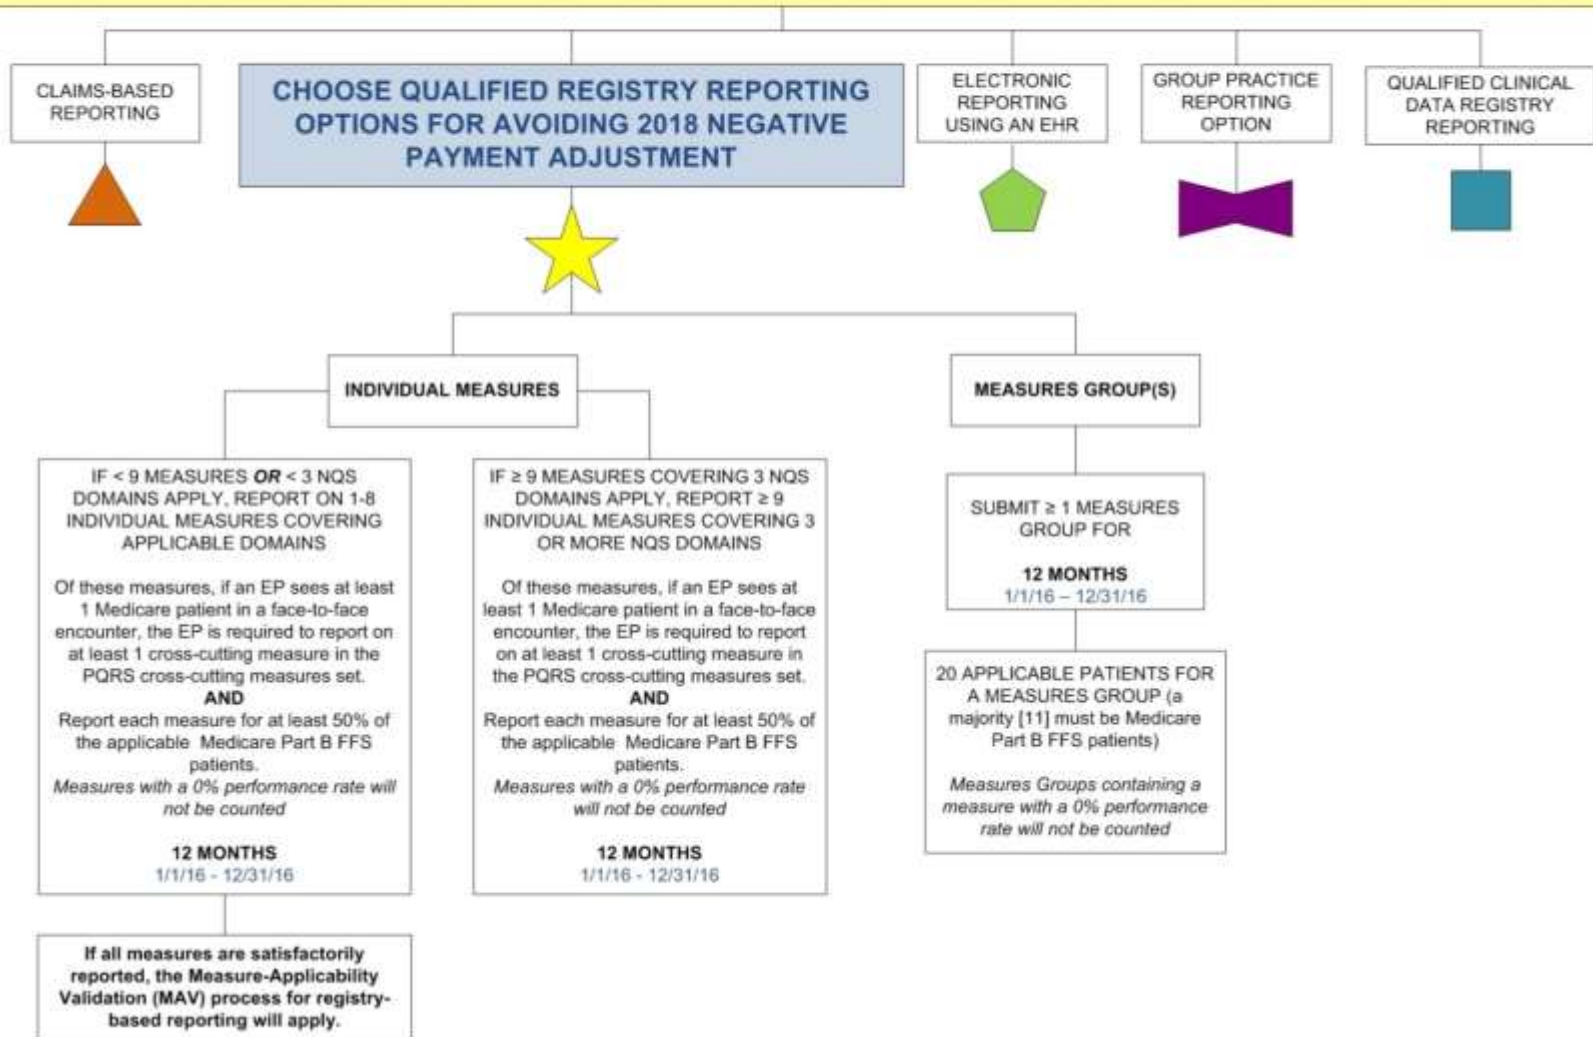 CLAIMS-BASED
REPORTING
CHOOSE QUALIFIED REGISTRY REPORTING
OPTIONS FOR AVOIDING 2018 NEGATIVE
PAYMENT ADJUSTMENT
ELECTRONIC
REPORTING
USING AN EHR
GROUP PRACTICE
REPORTING
OPTION
QUALIFIED CLINICAL
DATA REGISTRY
REPORTING
INDIVIDUAL MEASURES
MEASURES GROUP(S)
IF < 9 MEASURES OR < 3 NQS
DOMAINS APPLY, REPORT ON 1-8
INDIVIDUAL MEASURES COVERING
APPLICABLE DOMAINS
Of these measures, if an EP sees at least
1 Medicare patient in a face-to-face
encounter, the EP is required to report on
at least 1 cross-cutting measure in the
PQRS cross-cutting measures set.
AND
Report each measure for at least 50% of
the applicable Medicare Part B FFS
patients.
Measures with a 0% performance rate will
not be counted
12 MONTHS
1/1/16 - 12/31/16
IF ≥ 9 MEASURES COVERING 3 NQS
DOMAINS APPLY, REPORT ≥ 9
INDIVIDUAL MEASURES COVERING 3
OR MORE NQS DOMAINS
Of these measures, if an EP sees at
least 1 Medicare patient in a face-to-face
encounter, the EP is required to report
on at least 1 cross-cutting measure in
the PQRS cross-cutting measures set.
AND
Report each measure for at least 50% of
the applicable Medicare Part B FFS
patients.
Measures with a 0% performance rate
will not be counted
12 MONTHS
1/1/16 - 12/31/16
SUBMIT ≥ 1 MEASURES
GROUP FOR
12 MONTHS
1/1/16 – 12/31/16
20 APPLICABLE PATIENTS FOR
A MEASURES GROUP (a
majority [11] must be Medicare
Part B FFS patients)
Measures Groups containing a
measure with a 0% performance
rate will not be counted
If all measures are satisfactorily
reported, the Measure-Applicability
Validation (MAV) process for registry-
based reporting will apply.